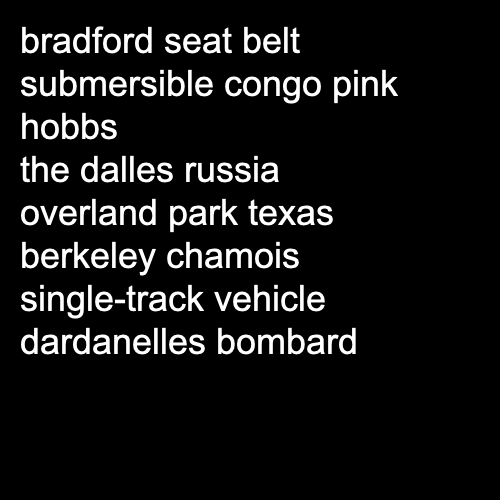 bradford seat belt
submersible congo pink
hobbs
the dalles russia
overland park texas
berkeley chamois
single-track vehicle
dardanelles bombard